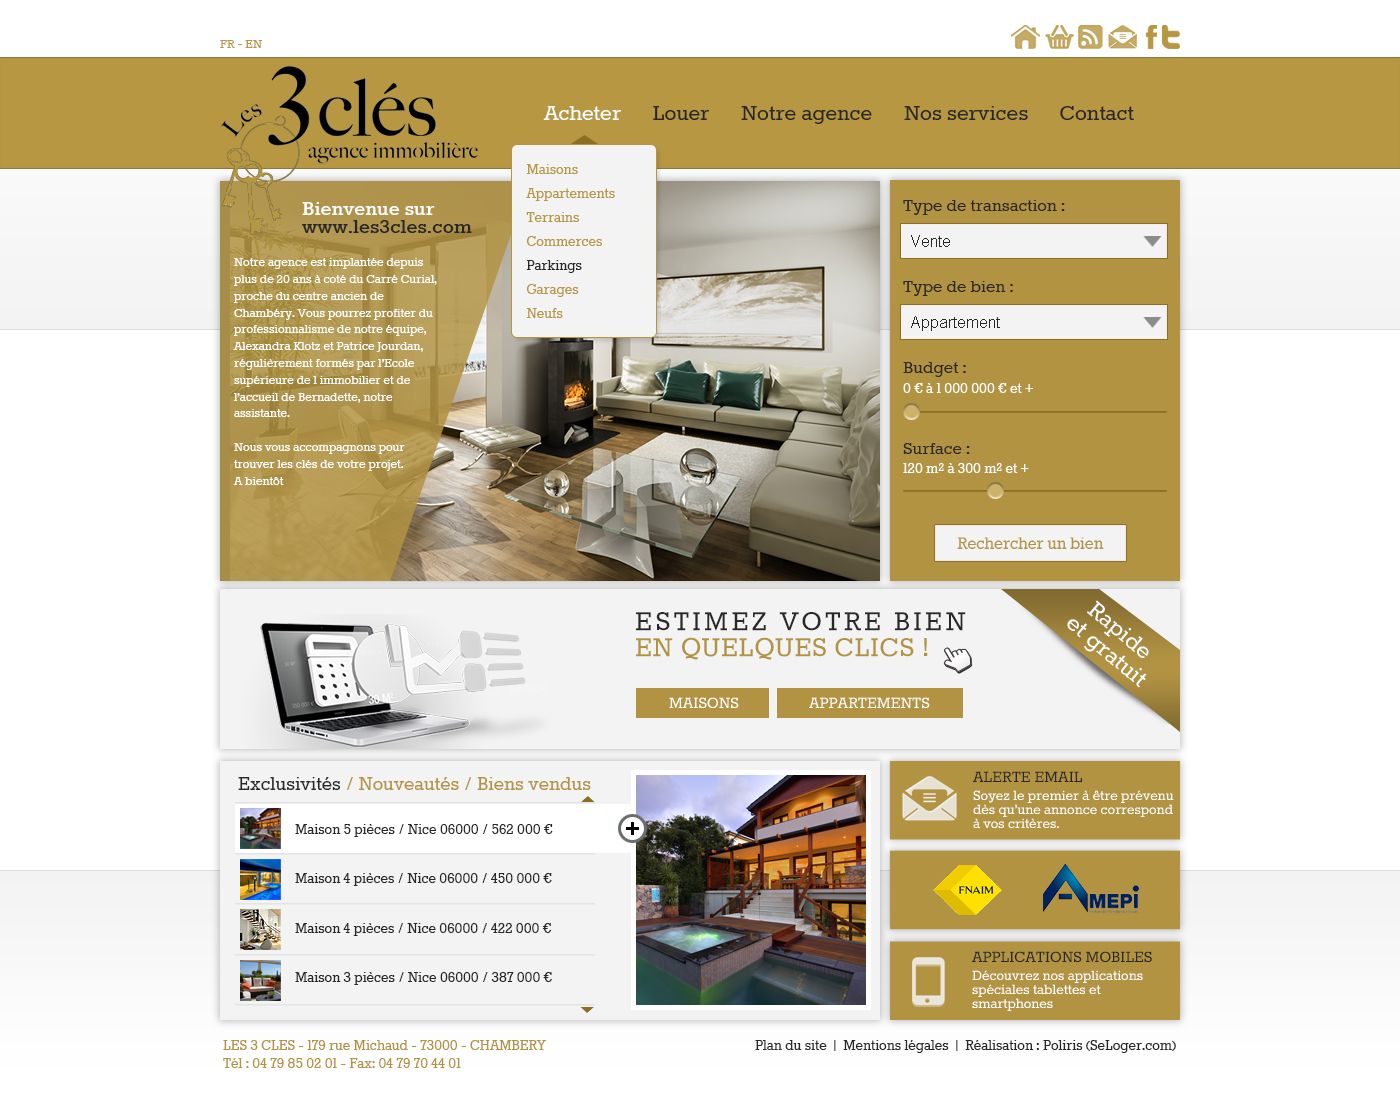 FR - EN
Les 3 clés
agence immobilière
Acheter
Louer
Notre agence
Nos services
Contact
Maisons
Appartements
Terrains
Commerces
Parkings
Garages
Neufs
Bienvenue sur
www.les3cles.com
Notre agence est implantée depuis
plus de 20 ans à coté du Carré Curial,
proche du centre ancien de
Chambéry. Vous pourrez profiter du
professionnalisme de notre équipe,
Alexandra Klotz et Patrice Jourdan,
régulièrement formés par l'Ecole
supérieure de l immobilier et de
l'accueil de Bernadette, notre
assistante.
Nous vous accompagnons pour
trouver les clés de votre projet.
A bientôt
Type de transaction :
Vente
Type de bien :
Appartement
Budget :
0 € à 1 000 000 € et +
Surface :
120 m² à 300 m² et +
Rechercher un bien
ESTIMEZ VOTRE BIEN
EN QUELQUES CLICS !
MAISONS
APPARTEMENTS
Rapide
et gratuit
Exclusivités / Nouveautés / Biens vendus
Maison 5 pièces / Nice 06000 / 562 000 €
Maison 4 pièces / Nice 06000 / 450 000 €
Maison 4 pièces / Nice 06000 / 422 000 €
Maison 3 pièces / Nice 06000 / 387 000 €
ALERTE EMAIL
Soyez le premier à être prévenu
dès qu'une annonce correspond
à vos critères.
FNAIM
AMEPI
APPLICATIONS MOBILES
Découvrez nos applications
spéciales tablettes et
smartphones
LES 3 CLES - 179 rue Michaud - 73000 - CHAMBERY
Tél : 04 79 85 02 01 - Fax: 04 79 70 44 01
Plan du site | Mentions légales | Réalisation : Poliris (SeLoger.com)